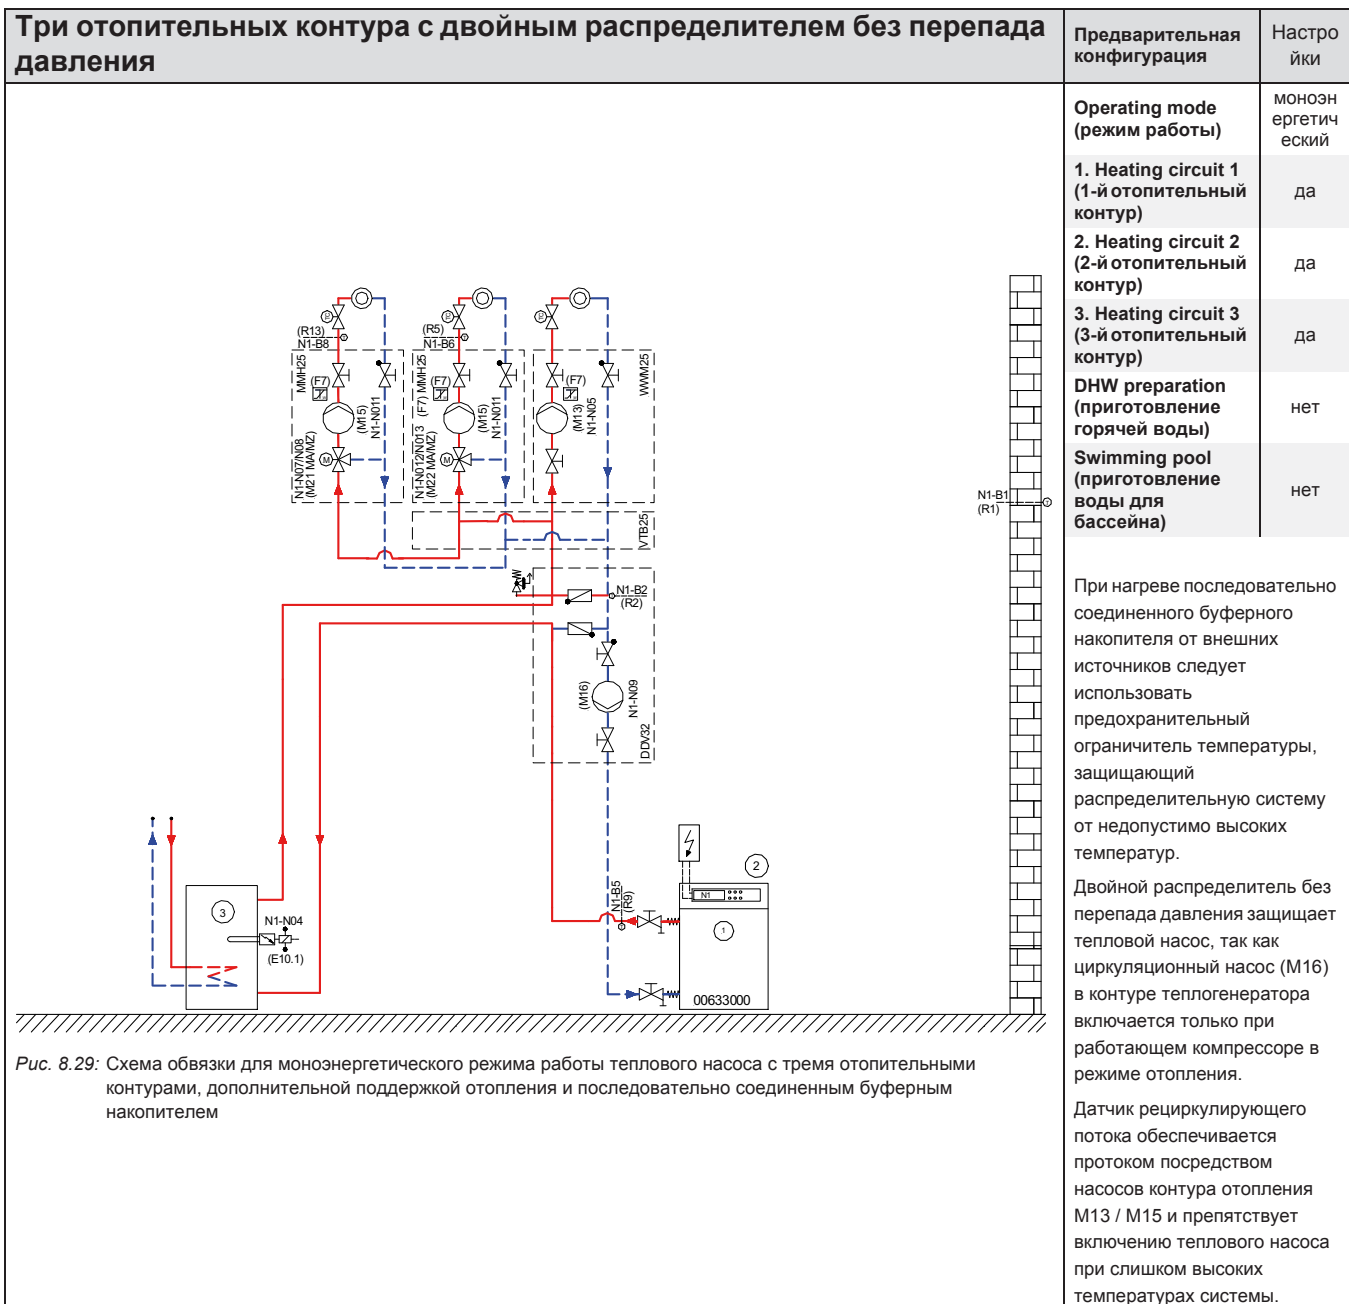 Три отопительных контура с двойным распределителем без перепада
давления
Предварительная
конфигурация
Настро
йки
Operating mode
(режим работы)
моноэн
ергетич
еский
1. Heating circuit 1
(1-й отопительный
контур)
да
2. Heating circuit 2
(2-й отопительный
контур)
да
3. Heating circuit 3
(3-й отопительный
контур)
да
DHW preparation
(приготовление
горячей воды)
нет
Swimming pool
(приготовление
воды для
бассейна)
нет
При нагреве последовательно
соединенного буферного
накопителя от внешних
источников следует
использовать
предохранительный
ограничитель температуры,
защищающий
распределительную систему
от недопустимо высоких
температур.
Двойной распределитель без
перепада давления защищает
тепловой насос, так как
циркуляционный насос (M16)
в контуре теплогенератора
включается только при
работающем компрессоре в
режиме отопления.
Датчик рециркулирующего
потока обеспечивается
протоком посредством
насосов контура отопления
M13 / M15 и препятствует
включению теплового насоса
при слишком высоких
температурах системы.
(R13)
N1-B8
(R5)
N1-B6
MMH25
(F7)
(M15)
N1-N011
N1-N07/N08
(M21 MA/MZ)
(F7) MMH25
(F7)
(M15)
N1-N011
N1-N012/N013
(M22 MA/MZ)
WWM25
(F7)
(M13)
N1-N05
M
M
VTB25
N1-B1
(R1)
N1-B2
(R2)
(M16)
N1-N09
DDV32
N1-B5
(R9)
2
N1
1
00633000
3
N1-N04
(E10.1)
Рис. 8.29: Схема обвязки для моноэнергетического режима работы теплового насоса с тремя отопительными
контурами, дополнительной поддержкой отопления и последовательно соединенным буферным
накопителем